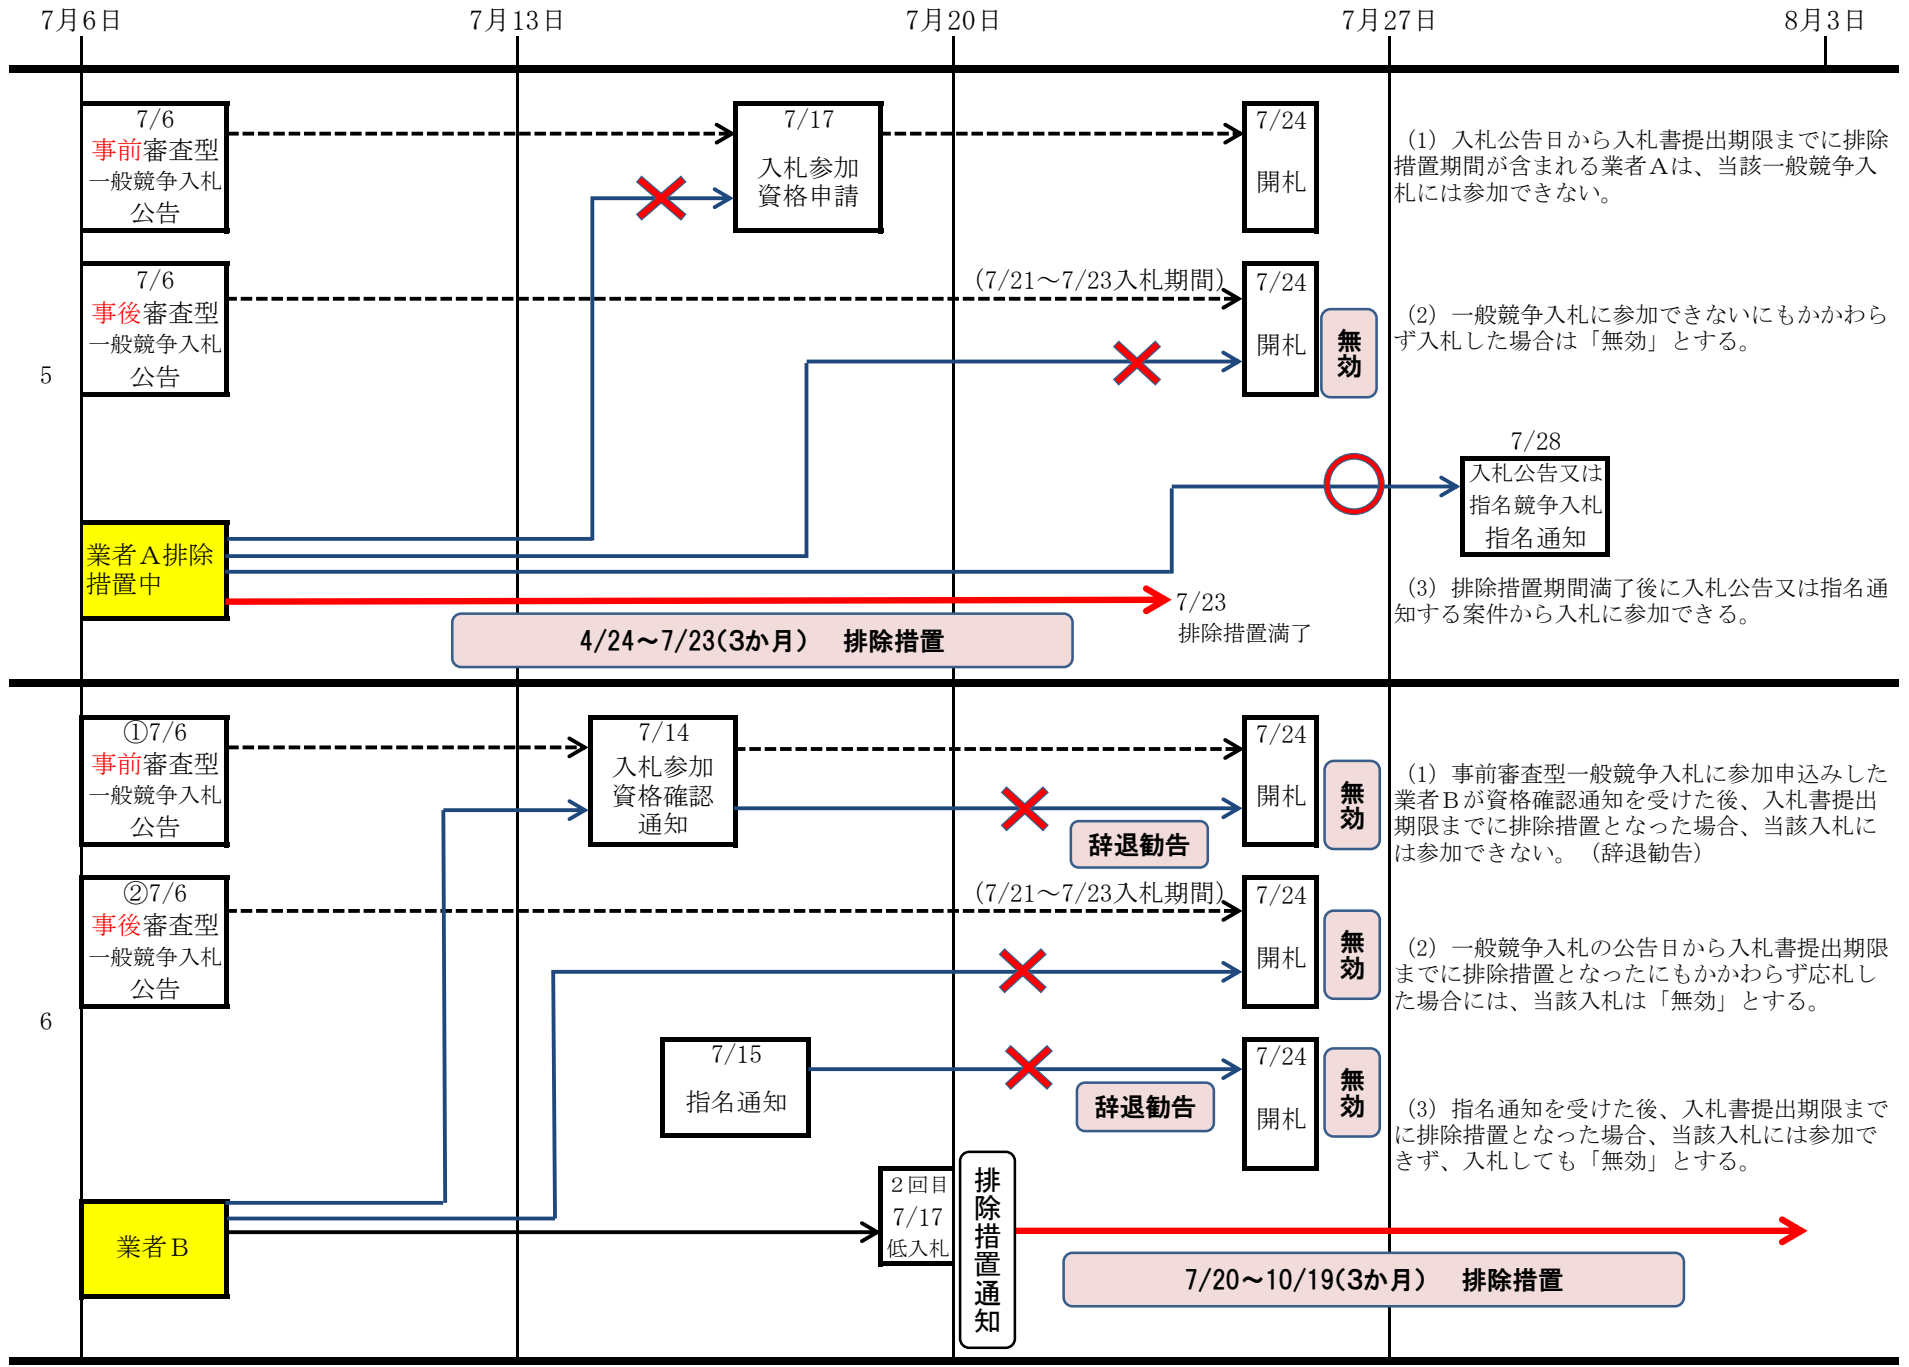 7月6日
7月13日
7月20日
7月27日
8月3日
5
7/6
事前審査型
一般競争入札
公告
7/17
入札参加
資格申請
7/24
開札
(1) 入札公告日から入札書提出期限までに排除
措置期間が含まれる業者Aは、当該一般競争入
札には参加できない。
7/6
事後審査型
一般競争入札
公告
(7/21～7/23入札期間)
7/24
開札
無効
(2) 一般競争入札に参加できないにもかかわら
ず入札した場合は「無効」とする。
7/28
入札公告又は
指名競争入札
指名通知
業者A排除
措置中
7/23
排除措置満了
4/24～7/23(3か月) 排除措置
(3) 排除措置期間満了後に入札公告又は指名通
知する案件から入札に参加できる。
6
①7/6
事前審査型
一般競争入札
公告
7/14
入札参加
資格確認
通知
辞退勧告
7/24
開札
無効
(1) 事前審査型一般競争入札に参加申込みした
業者Bが資格確認通知を受けた後、入札書提出
期限までに排除措置となった場合、当該入札に
は参加できない。（辞退勧告）
②7/6
事後審査型
一般競争入札
公告
(7/21～7/23入札期間)
7/24
開札
無効
(2) 一般競争入札の公告日から入札書提出期限
までに排除措置となったにもかかわらず応札し
た場合には、当該入札は「無効」とする。
7/15
指名通知
辞退勧告
7/24
開札
無効
(3) 指名通知を受けた後、入札書提出期限まで
に排除措置となった場合、当該入札には参加で
きず、入札しても「無効」とする。
業者B
2回目
7/17
低入札
排除措置通知
7/20～10/19(3か月) 排除措置